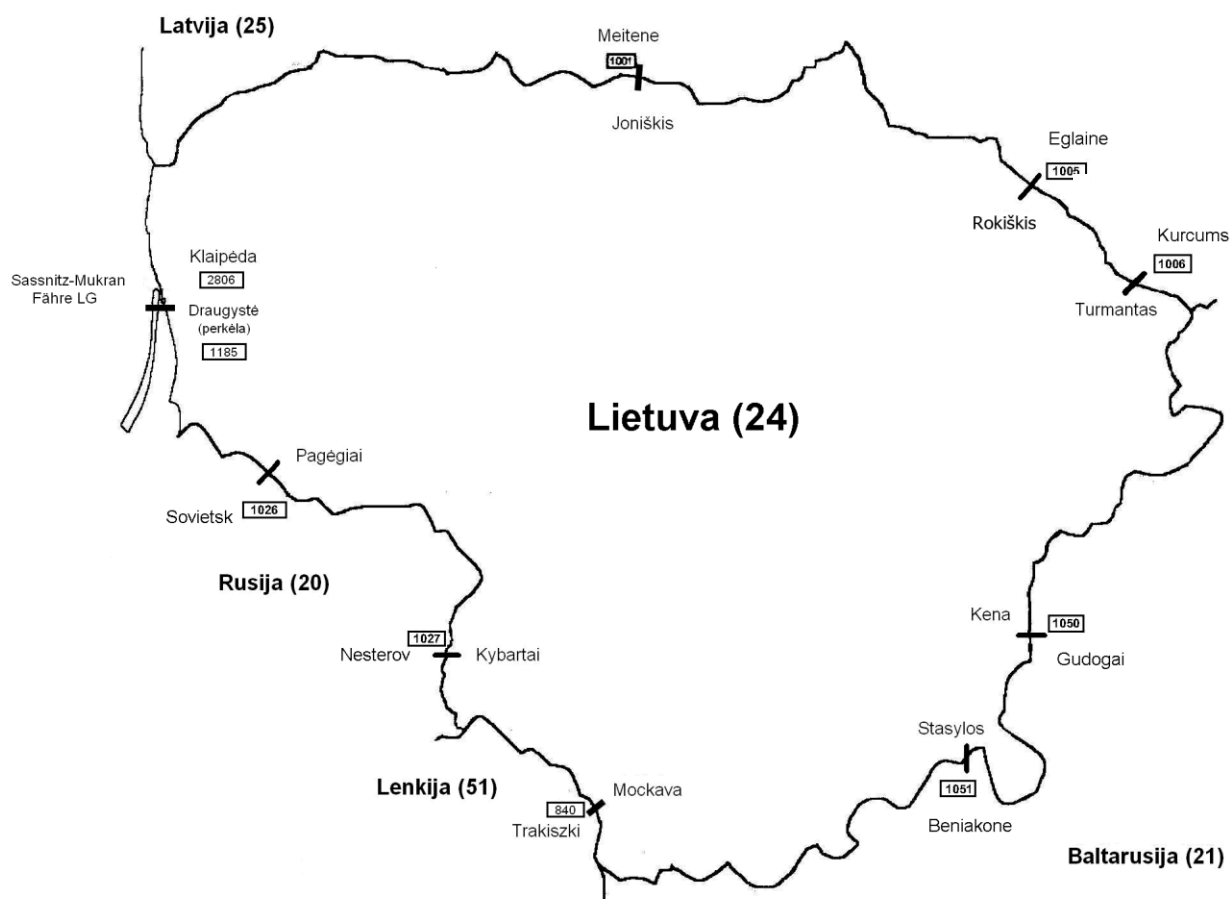 Latvija (25)
Meitene
1001
Joniškis
Eglaine
1005
Rokiškis
Kurcums
1006
Turmantas
Klaipėda
2806
Sassnitz-Mukran
Fähre LG
Draugystė
(perkėla)
1185
Lietuva (24)
Pagėgiai
1026
Sovietsk
Rusija (20)
1027
Nesterov
Kybartai
Kena
1050
Gudogai
Stasylos
1051
Beniakone
Lenkija (51)
Mockava
840
Trakiszki
Baltarusija (21)